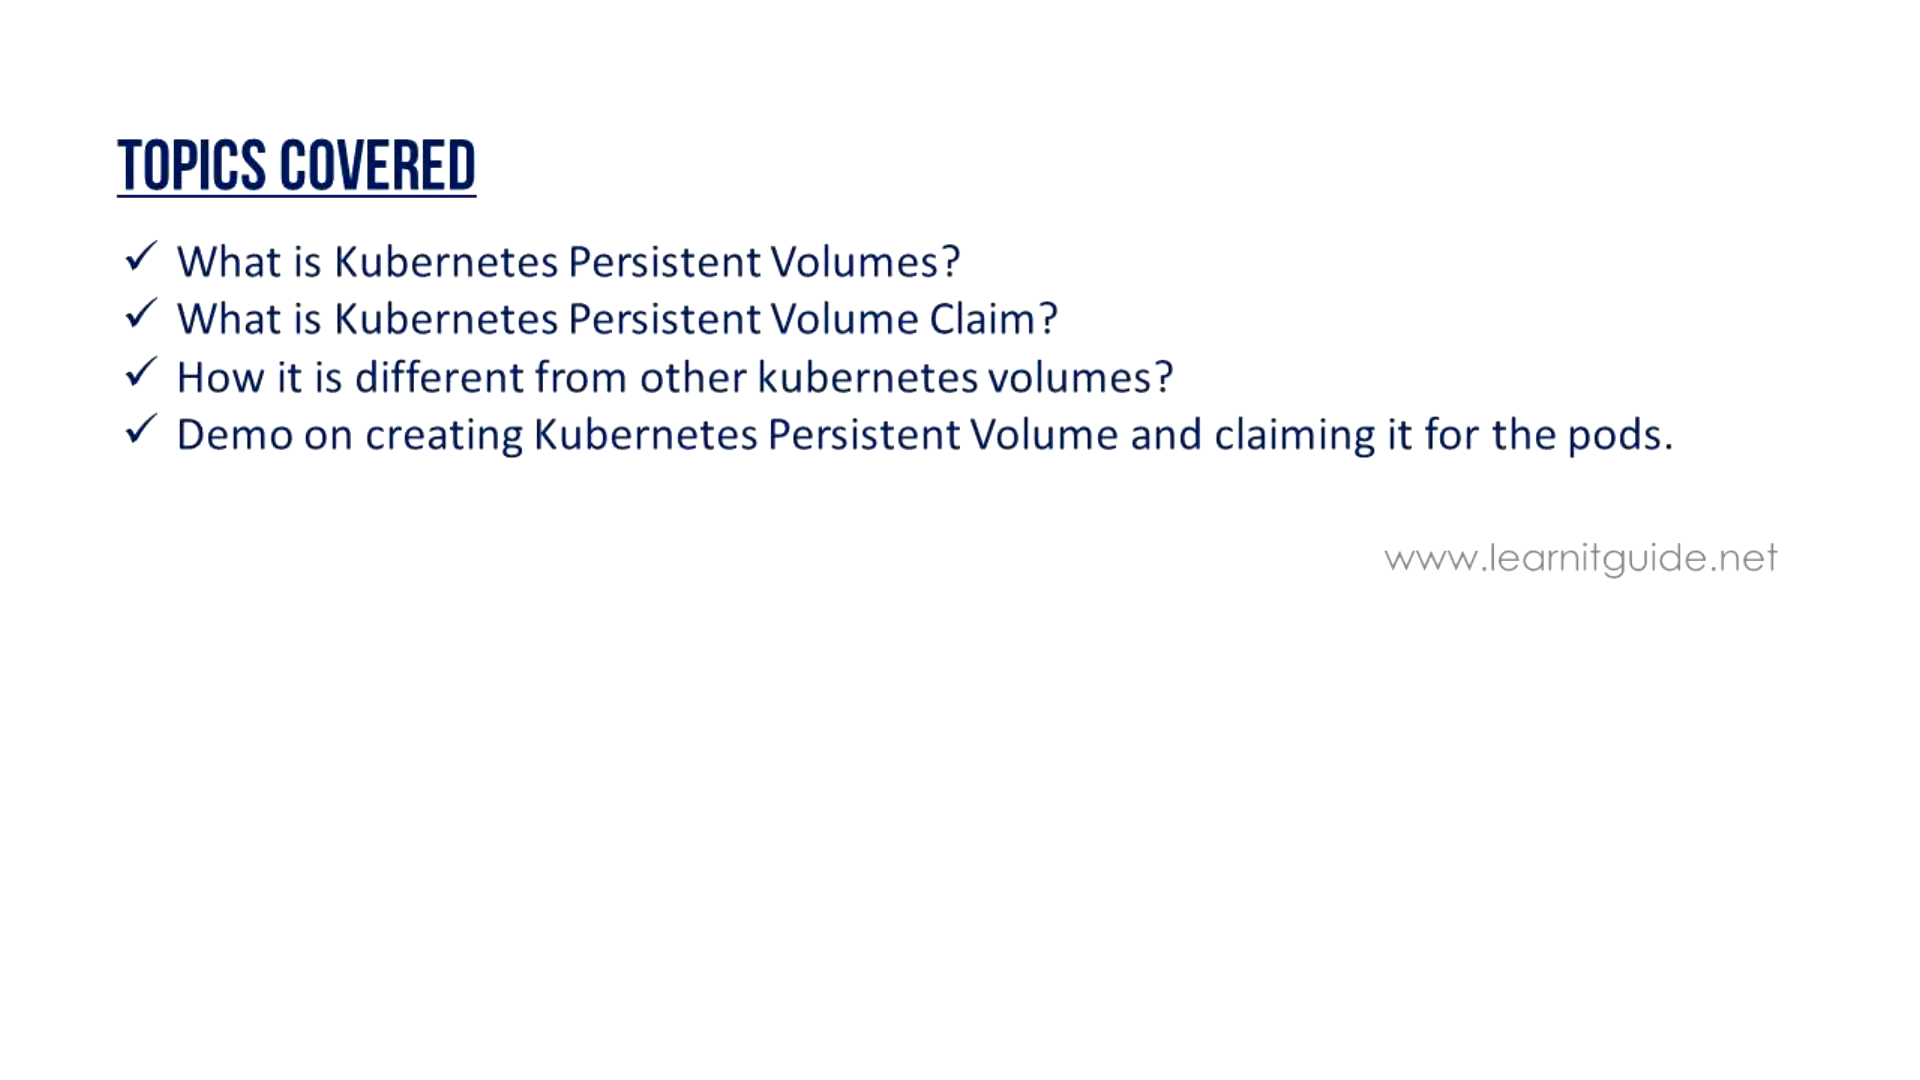 TOPICS COVERED
✓ What is Kubernetes Persistent Volumes?
✓ What is Kubernetes Persistent Volume Claim?
✓ How it is different from other kubernetes volumes?
✓ Demo on creating Kubernetes Persistent Volume and claiming it for the pods.
www.learnitguide.net